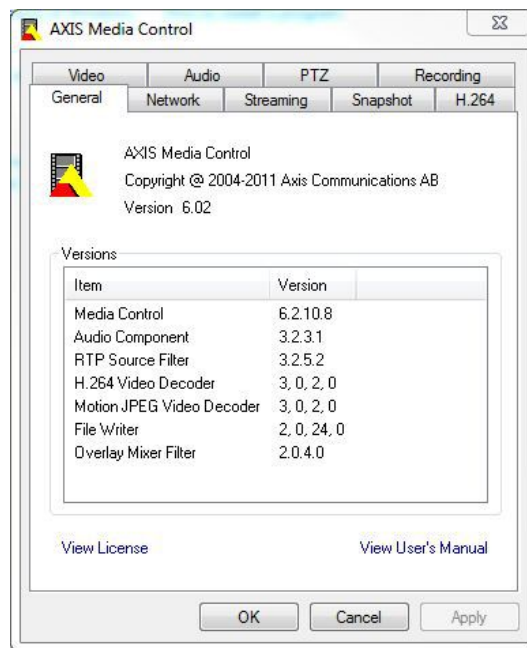 AXIS Media Control
Video Audio PTZ Recording
General Network Streaming Snapshot H.264
AXIS Media Control
Copyright @ 2004-2011 Axis Communications AB
Version 6.02
Versions
Item Version
Media Control 6.2.10.8
Audio Component 3.2.3.1
RTP Source Filter 3.2.5.2
H.264 Video Decoder 3, 0, 2, 0
Motion JPEG Video Decoder 3, 0, 2, 0
File Writer 2, 0, 24, 0
Overlay Mixer Filter 2.0.4.0
View License View User's Manual
OK Cancel Apply